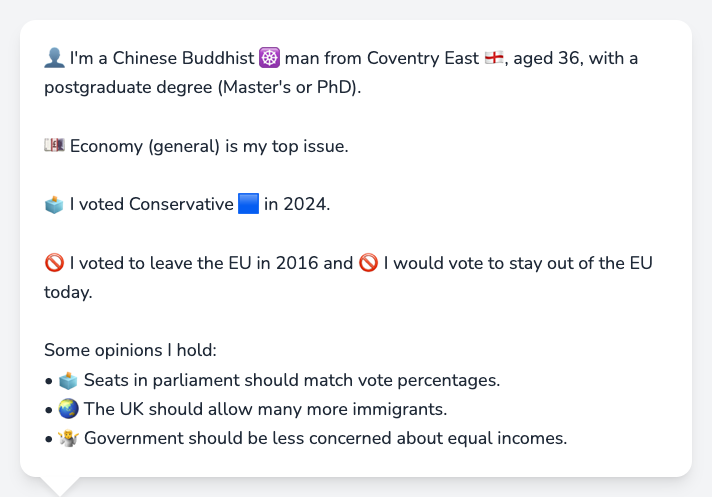 👤 I'm a Chinese Buddhist ☸️ man from Coventry East 🏴󠁧󠁢󠁥󠁮󠁧󠁿, aged 36, with a
postgraduate degree (Master's or PhD).
💷 Economy (general) is my top issue.
🗳️ I voted Conservative 🟦 in 2024.
🚫 I voted to leave the EU in 2016 and 🚫 I would vote to stay out of the EU
today.
Some opinions I hold:
• 🗳️ Seats in parliament should match vote percentages.
• 🌏 The UK should allow many more immigrants.
• 🤷 Government should be less concerned about equal incomes.